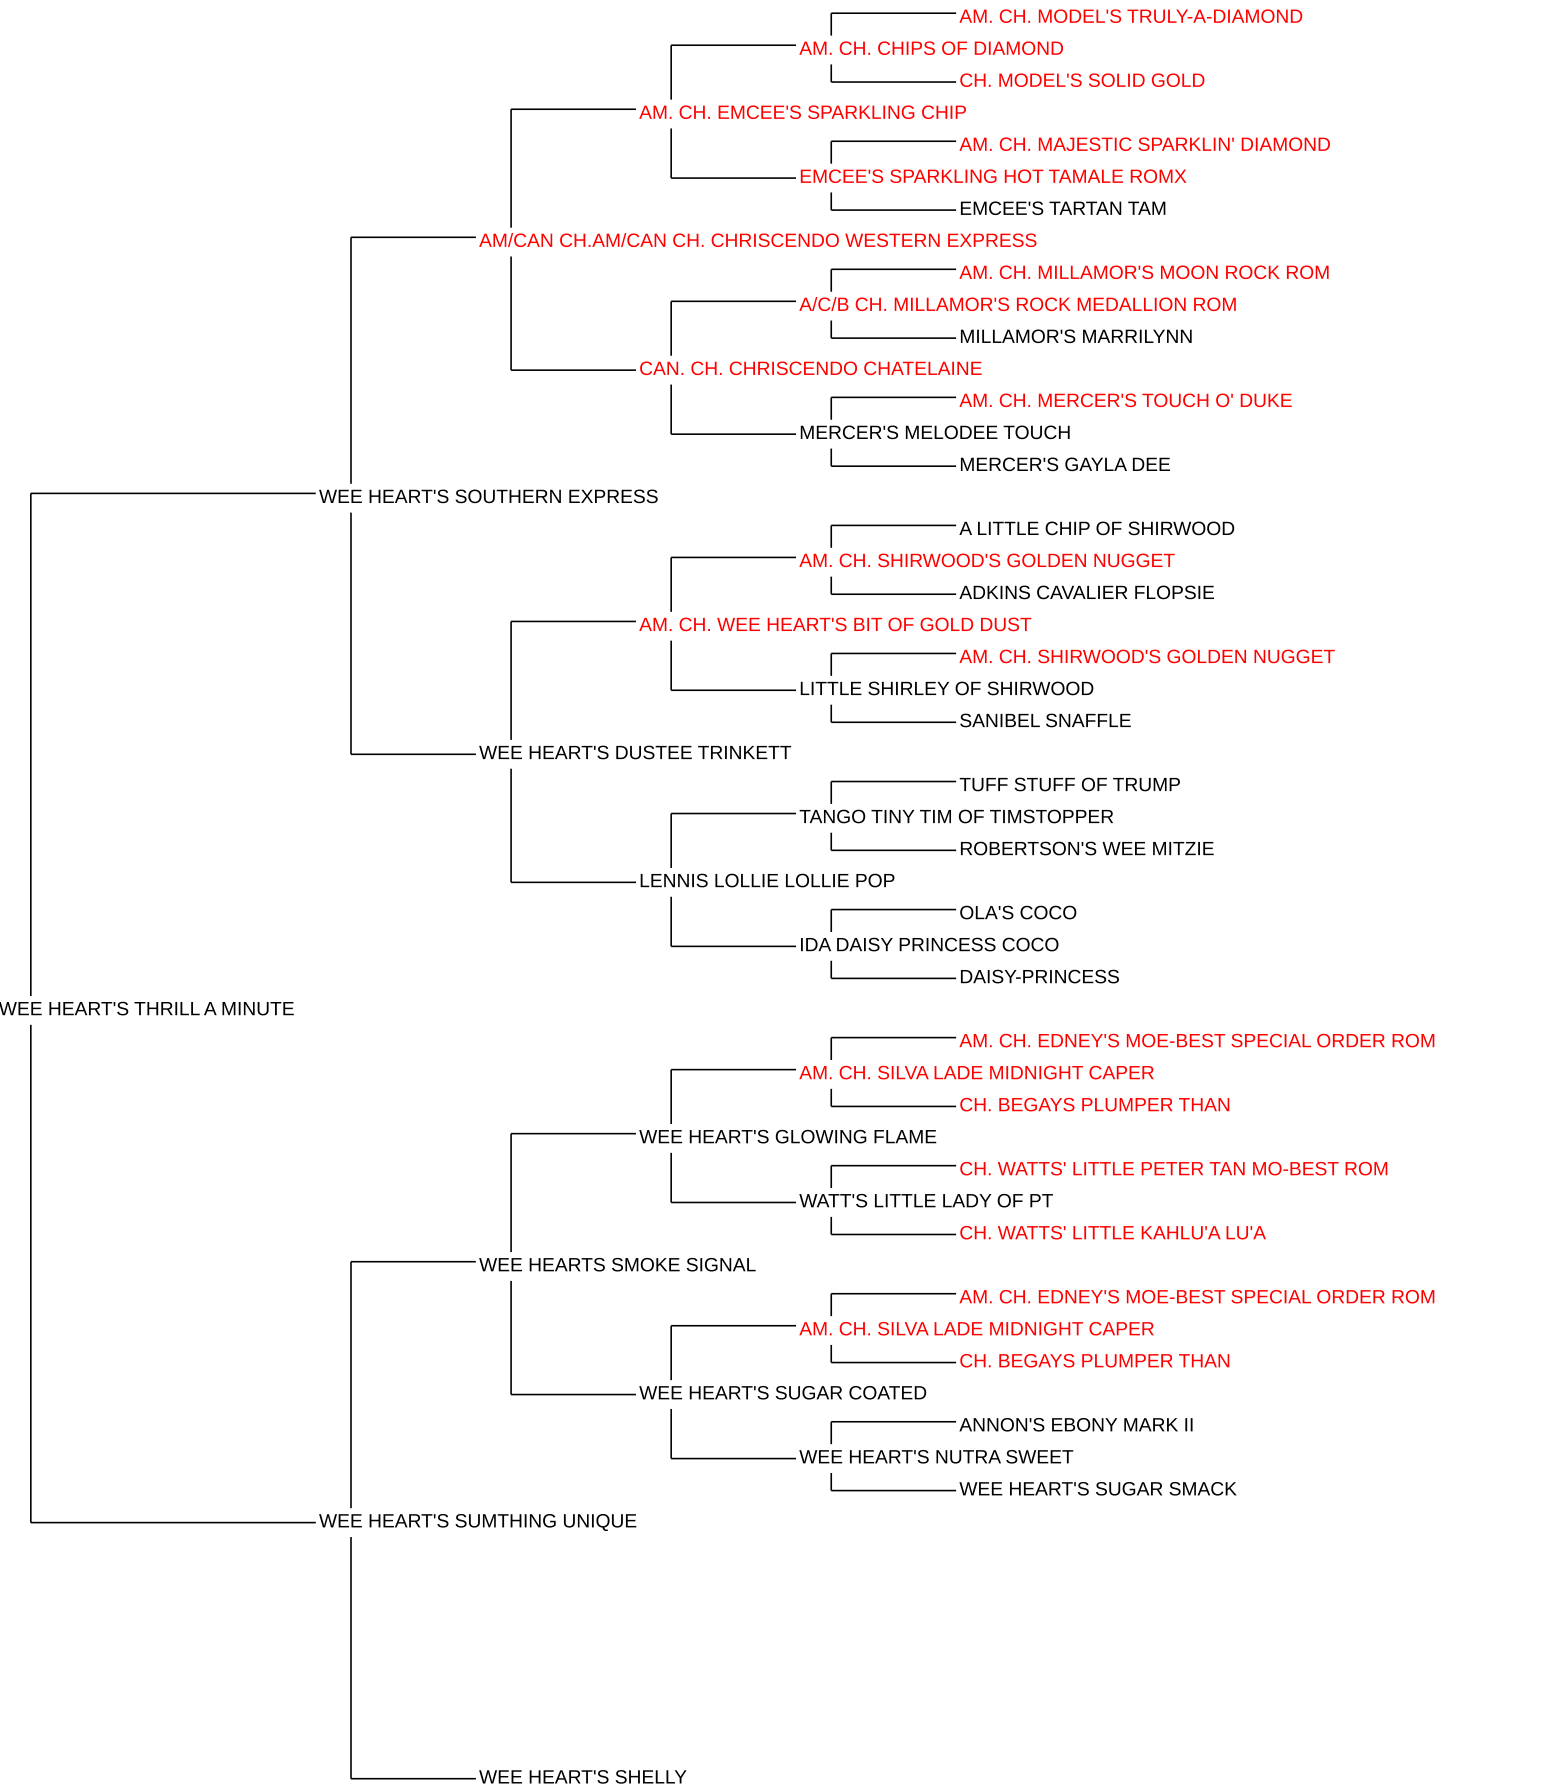 AM. CH. MODEL'S TRULY-A-DIAMOND
AM. CH. CHIPS OF DIAMOND
CH. MODEL'S SOLID GOLD
AM. CH. EMCEE'S SPARKLING CHIP
AM. CH. MAJESTIC SPARKLIN' DIAMOND
EMCEE'S SPARKLING HOT TAMALE ROMX
EMCEE'S TARTAN TAM
AM/CAN CH.AM/CAN CH. CHRISCENDO WESTERN EXPRESS
AM. CH. MILLAMOR'S MOON ROCK ROM
A/C/B CH. MILLAMOR'S ROCK MEDALLION ROM
MILLAMOR'S MARRILYNN
CAN. CH. CHRISCENDO CHATELAINE
AM. CH. MERCER'S TOUCH O' DUKE
MERCER'S MELODEE TOUCH
MERCER'S GAYLA DEE
WEE HEART'S SOUTHERN EXPRESS
A LITTLE CHIP OF SHIRWOOD
AM. CH. SHIRWOOD'S GOLDEN NUGGET
ADKINS CAVALIER FLOPSIE
AM. CH. WEE HEART'S BIT OF GOLD DUST
AM. CH. SHIRWOOD'S GOLDEN NUGGET
LITTLE SHIRLEY OF SHIRWOOD
SANIBEL SNAFFLE
WEE HEART'S DUSTEE TRINKETT
TUFF STUFF OF TRUMP
TANGO TINY TIM OF TIMSTOPPER
ROBERTSON'S WEE MITZIE
LENNIS LOLLIE LOLLIE POP
OLA'S COCO
IDA DAISY PRINCESS COCO
DAISY-PRINCESS
WEE HEART'S THRILL A MINUTE
AM. CH. EDNEY'S MOE-BEST SPECIAL ORDER ROM
AM. CH. SILVA LADE MIDNIGHT CAPER
CH. BEGAYS PLUMPER THAN
WEE HEART'S GLOWING FLAME
CH. WATTS' LITTLE PETER TAN MO-BEST ROM
WATT'S LITTLE LADY OF PT
CH. WATTS' LITTLE KAHLU'A LU'A
WEE HEARTS SMOKE SIGNAL
AM. CH. EDNEY'S MOE-BEST SPECIAL ORDER ROM
AM. CH. SILVA LADE MIDNIGHT CAPER
CH. BEGAYS PLUMPER THAN
WEE HEART'S SUGAR COATED
ANNON'S EBONY MARK II
WEE HEART'S NUTRA SWEET
WEE HEART'S SUGAR SMACK
WEE HEART'S SUMTHING UNIQUE
WEE HEART'S SHELLY